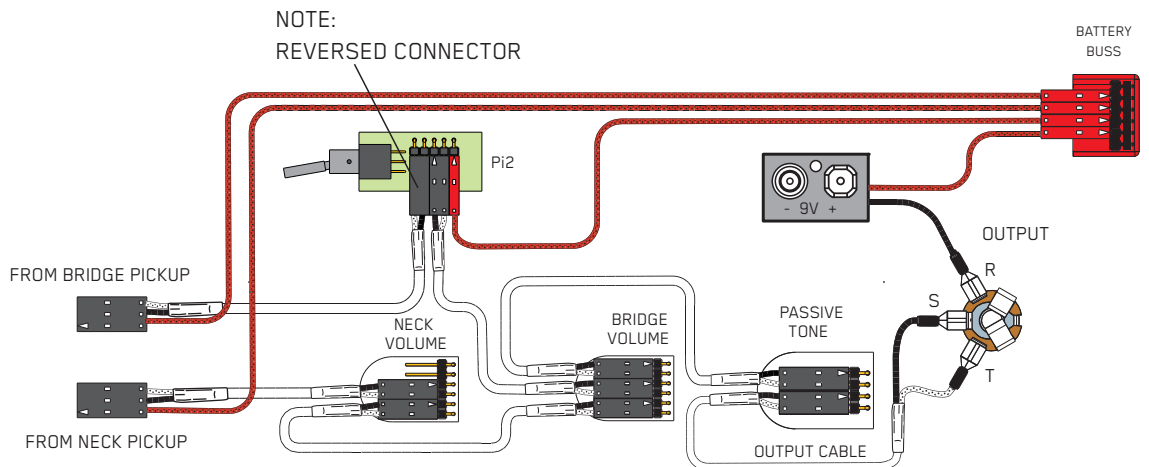 NOTE:
REVERSED CONNECTOR
BATTERY
BUSS
Pi2
- 9V +
OUTPUT
R
S
T
FROM BRIDGE PICKUP
NECK
VOLUME
BRIDGE
VOLUME
PASSIVE
TONE
FROM NECK PICKUP
OUTPUT CABLE